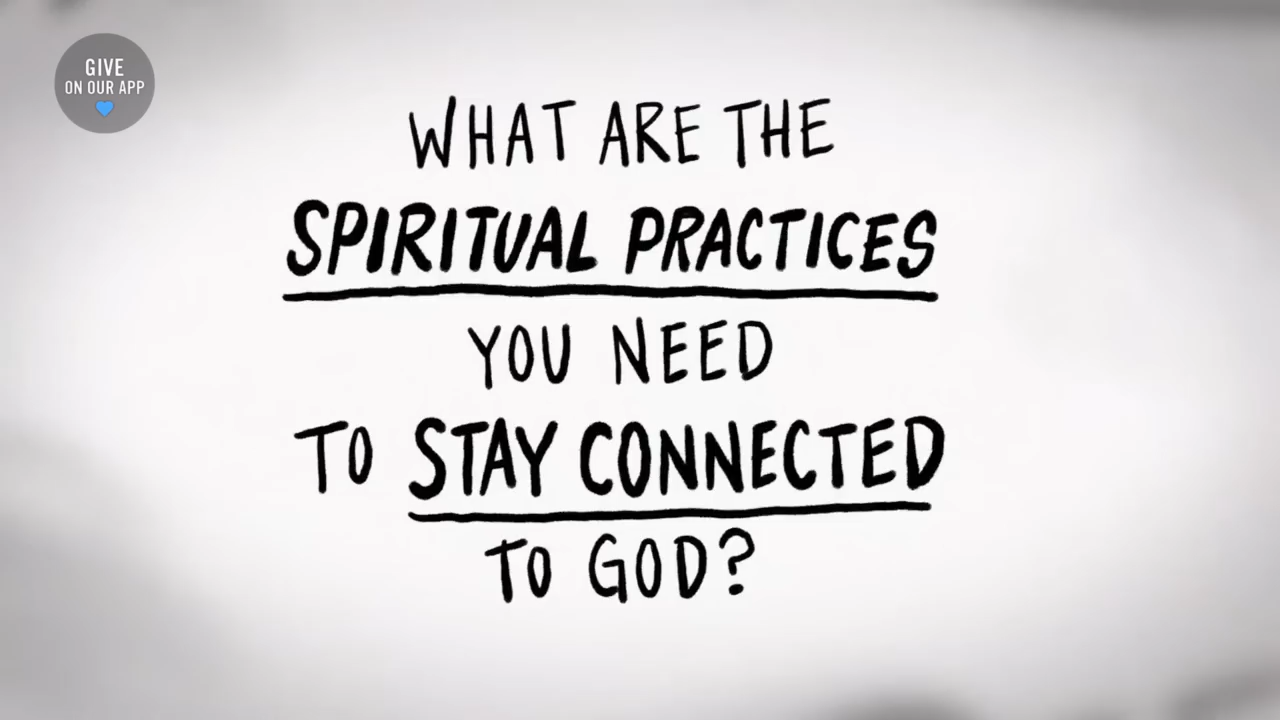 GIVE
ON OUR APP
WHAT ARE THE
SPIRITUAL PRACTICES
YOU NEED
TO STAY CONNECTED
TO GOD?